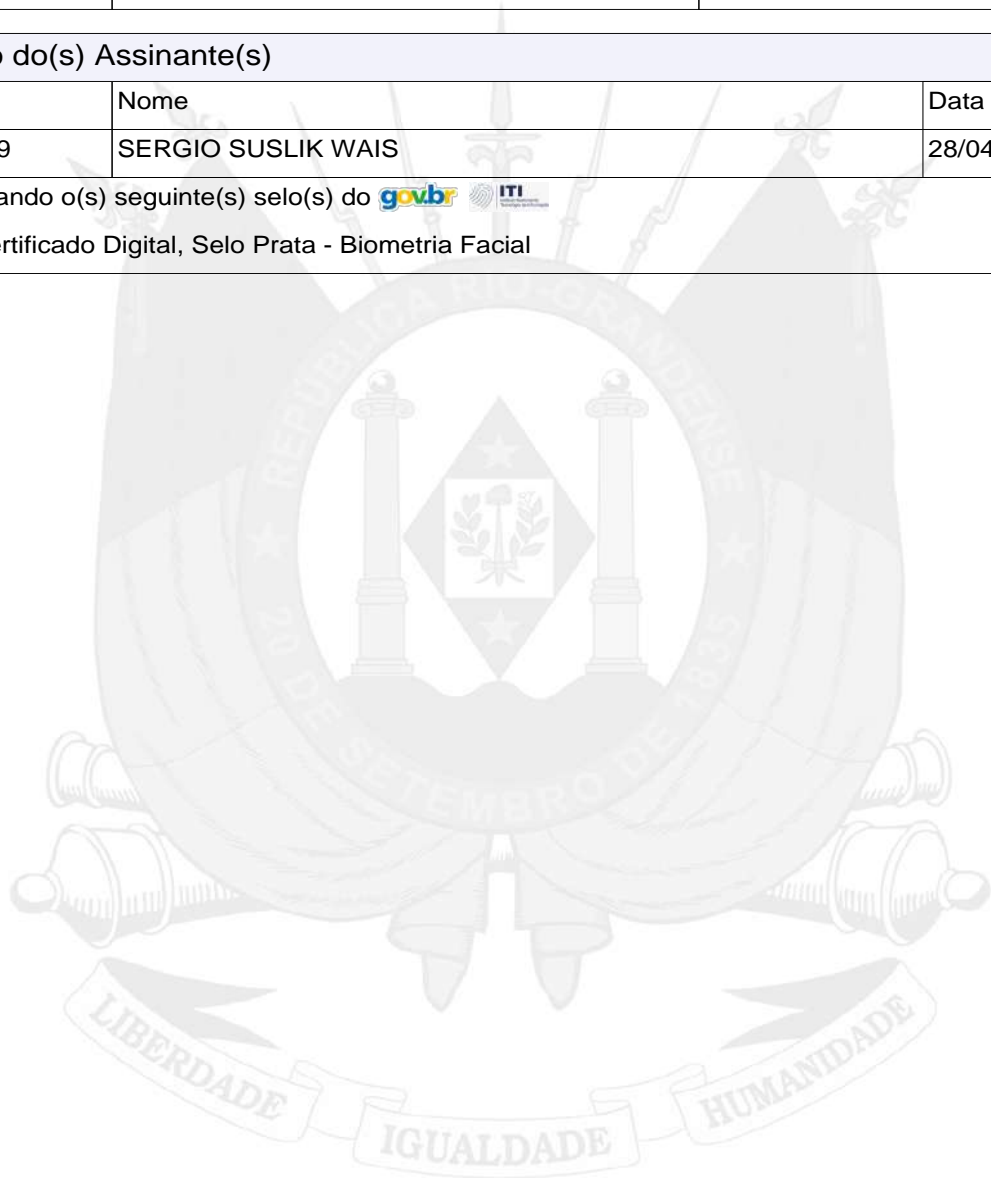 o do(s) Assinante(s)
Nome Data
9 SERGIO SUSLIK WAIS 28/04
ando o(s) seguinte(s) selo(s) do gov.br ITI
ertificado Digital, Selo Prata - Biometria Facial
REPÚBLICA RIO-GRANDENSE
20 DE SETEMBRO DE 1835
LIBERDADE IGUALDADE HUMANIDADE